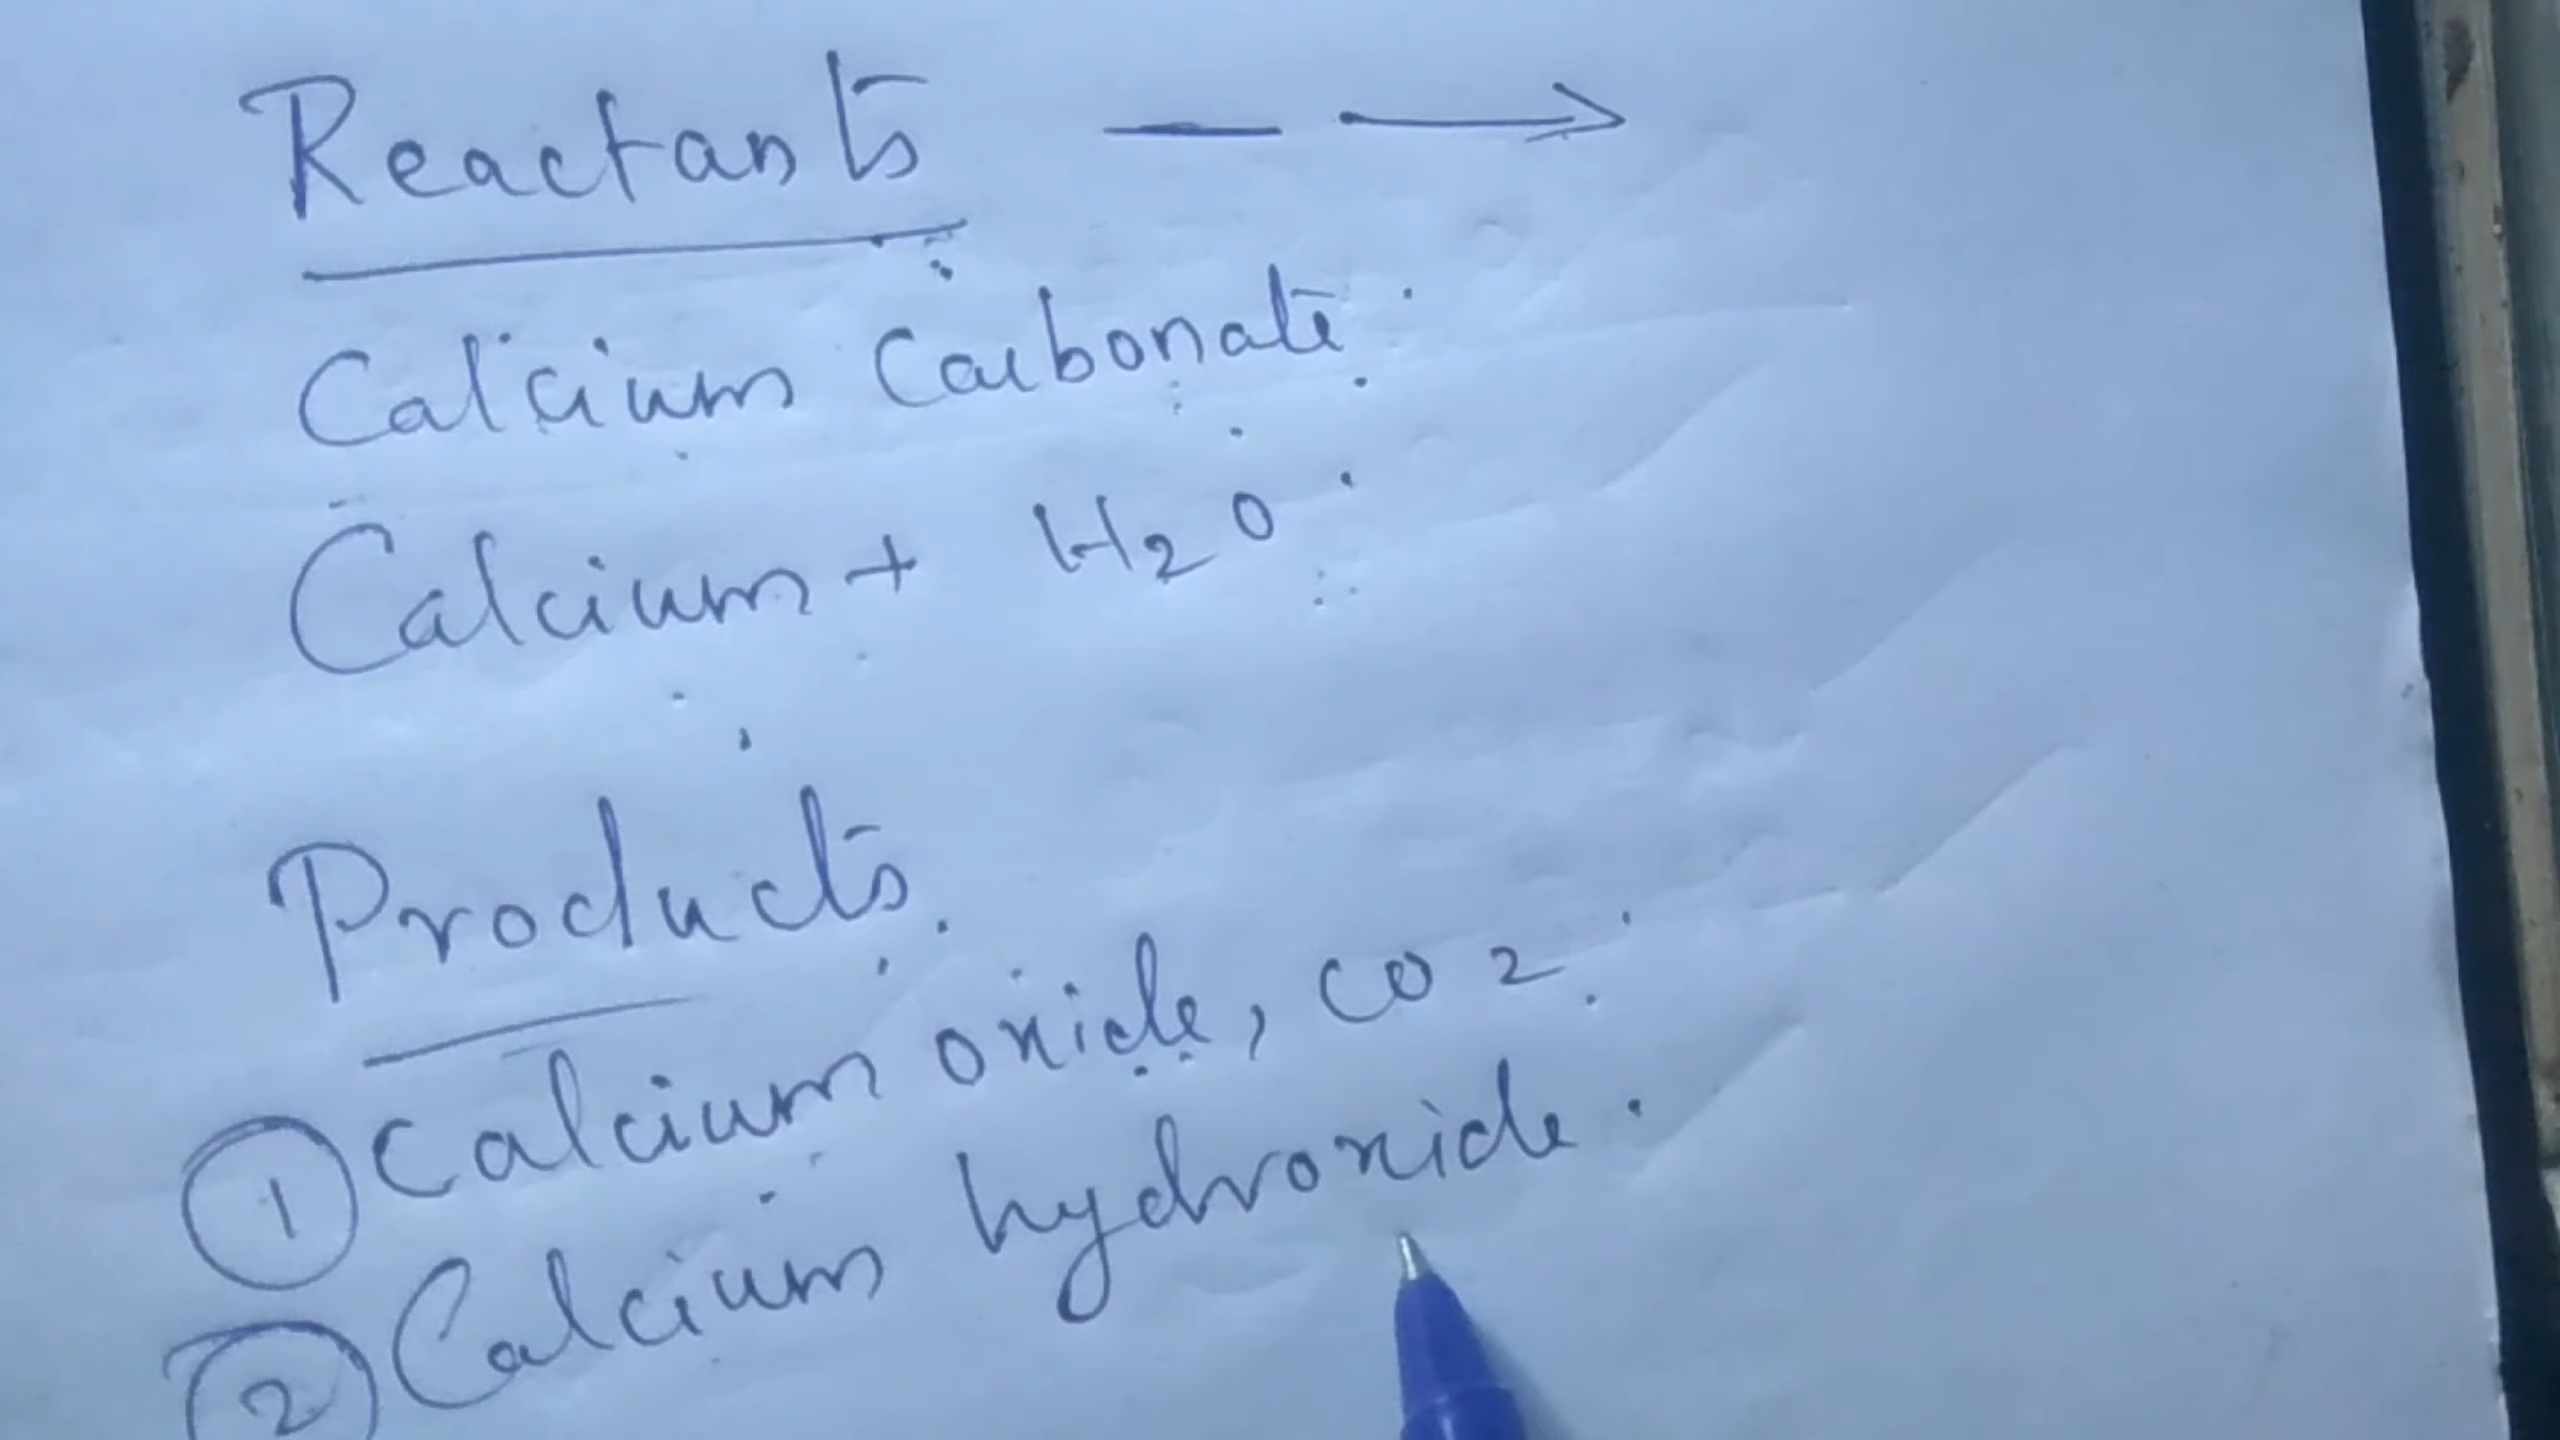 Reactants — →
Calcium Carbonate.
Calcium + H2O.
Products.
① Calcium oxide, CO2.
② Calcium hydroxide.